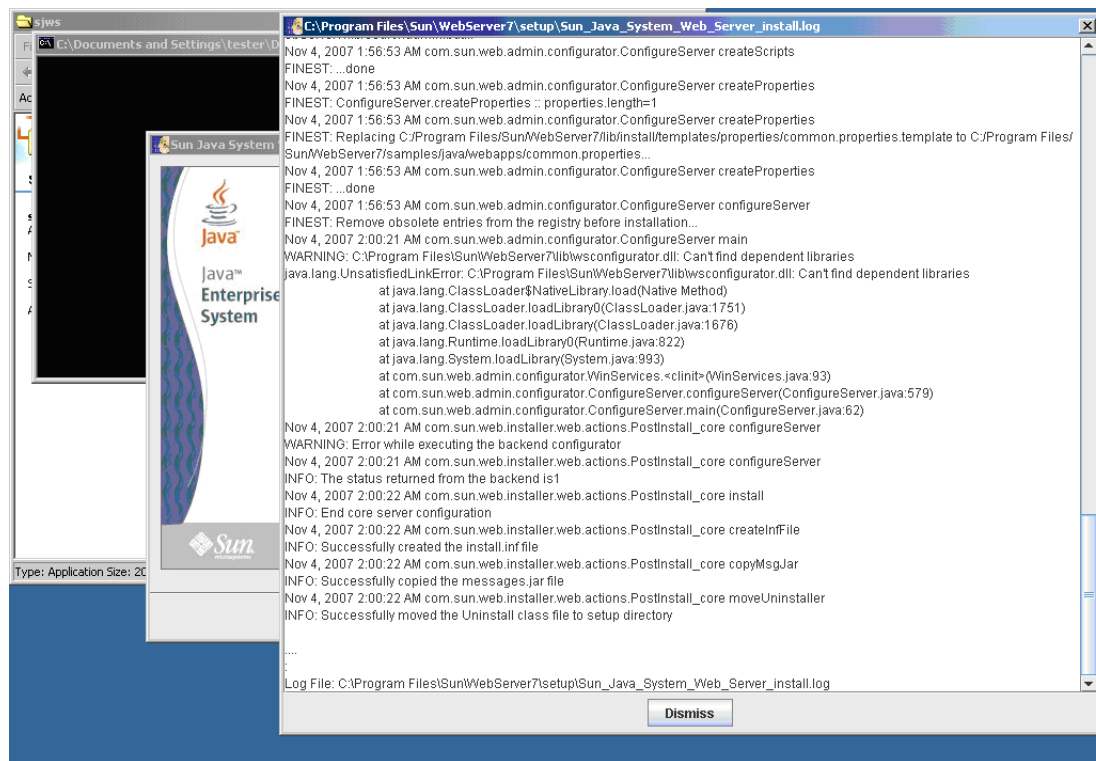 sjws
C:\Documents and Settings\tester\D
Ac
Type: Application Size: 20
Sun Java System
Java
Java™
Enterprise
System
Sun
microsystems
C:\Program Files\Sun\WebServer7\setup\Sun_Java_System_Web_Server_install.log
Nov 4, 2007 1:56:53 AM com.sun.web.admin.configurator.ConfigureServer createScripts
FINEST: ...done
Nov 4, 2007 1:56:53 AM com.sun.web.admin.configurator.ConfigureServer createProperties
FINEST: ConfigureServer.createProperties :: properties.length=1
Nov 4, 2007 1:56:53 AM com.sun.web.admin.configurator.ConfigureServer createProperties
FINEST: Replacing C:/Program Files/Sun/WebServer7/lib/install/templates/properties/common.properties.template to C:/Program Files/
Sun/WebServer7/samples/java/webapps/common.properties...
Nov 4, 2007 1:56:53 AM com.sun.web.admin.configurator.ConfigureServer createProperties
FINEST: ...done
Nov 4, 2007 1:56:53 AM com.sun.web.admin.configurator.ConfigureServer configureServer
FINEST: Remove obsolete entries from the registry before installation...
Nov 4, 2007 2:00:21 AM com.sun.web.admin.configurator.ConfigureServer main
WARNING: C:\Program Files\Sun\WebServer7\lib\wsconfigurator.dll: Can't find dependent libraries
java.lang.UnsatisfiedLinkError: C:\Program Files\Sun\WebServer7\lib\wsconfigurator.dll: Can't find dependent libraries
at java.lang.ClassLoader$NativeLibrary.load(Native Method)
at java.lang.ClassLoader.loadLibrary0(ClassLoader.java:1751)
at java.lang.ClassLoader.loadLibrary(ClassLoader.java:1676)
at java.lang.Runtime.loadLibrary0(Runtime.java:822)
at java.lang.System.loadLibrary(System.java:993)
at com.sun.web.admin.configurator.WinServices.<clinit>(WinServices.java:93)
at com.sun.web.admin.configurator.ConfigureServer.configureServer(ConfigureServer.java:579)
at com.sun.web.admin.configurator.ConfigureServer.main(ConfigureServer.java:62)
Nov 4, 2007 2:00:21 AM com.sun.web.installer.web.actions.PostInstall_core configureServer
WARNING: Error while executing the backend configurator
Nov 4, 2007 2:00:21 AM com.sun.web.installer.web.actions.PostInstall_core configureServer
INFO: The status returned from the backend is1
Nov 4, 2007 2:00:22 AM com.sun.web.installer.web.actions.PostInstall_core install
INFO: End core server configuration
Nov 4, 2007 2:00:22 AM com.sun.web.installer.web.actions.PostInstall_core createInfFile
INFO: Successfully created the install.inf file
Nov 4, 2007 2:00:22 AM com.sun.web.installer.web.actions.PostInstall_core copyMsgJar
INFO: Successfully copied the messages.jar file
Nov 4, 2007 2:00:22 AM com.sun.web.installer.web.actions.PostInstall_core moveUninstaller
INFO: Successfully moved the Uninstall class file to setup directory
....
:
Log File: C:\Program Files\Sun\WebServer7\setup\Sun_Java_System_Web_Server_install.log
Dismiss